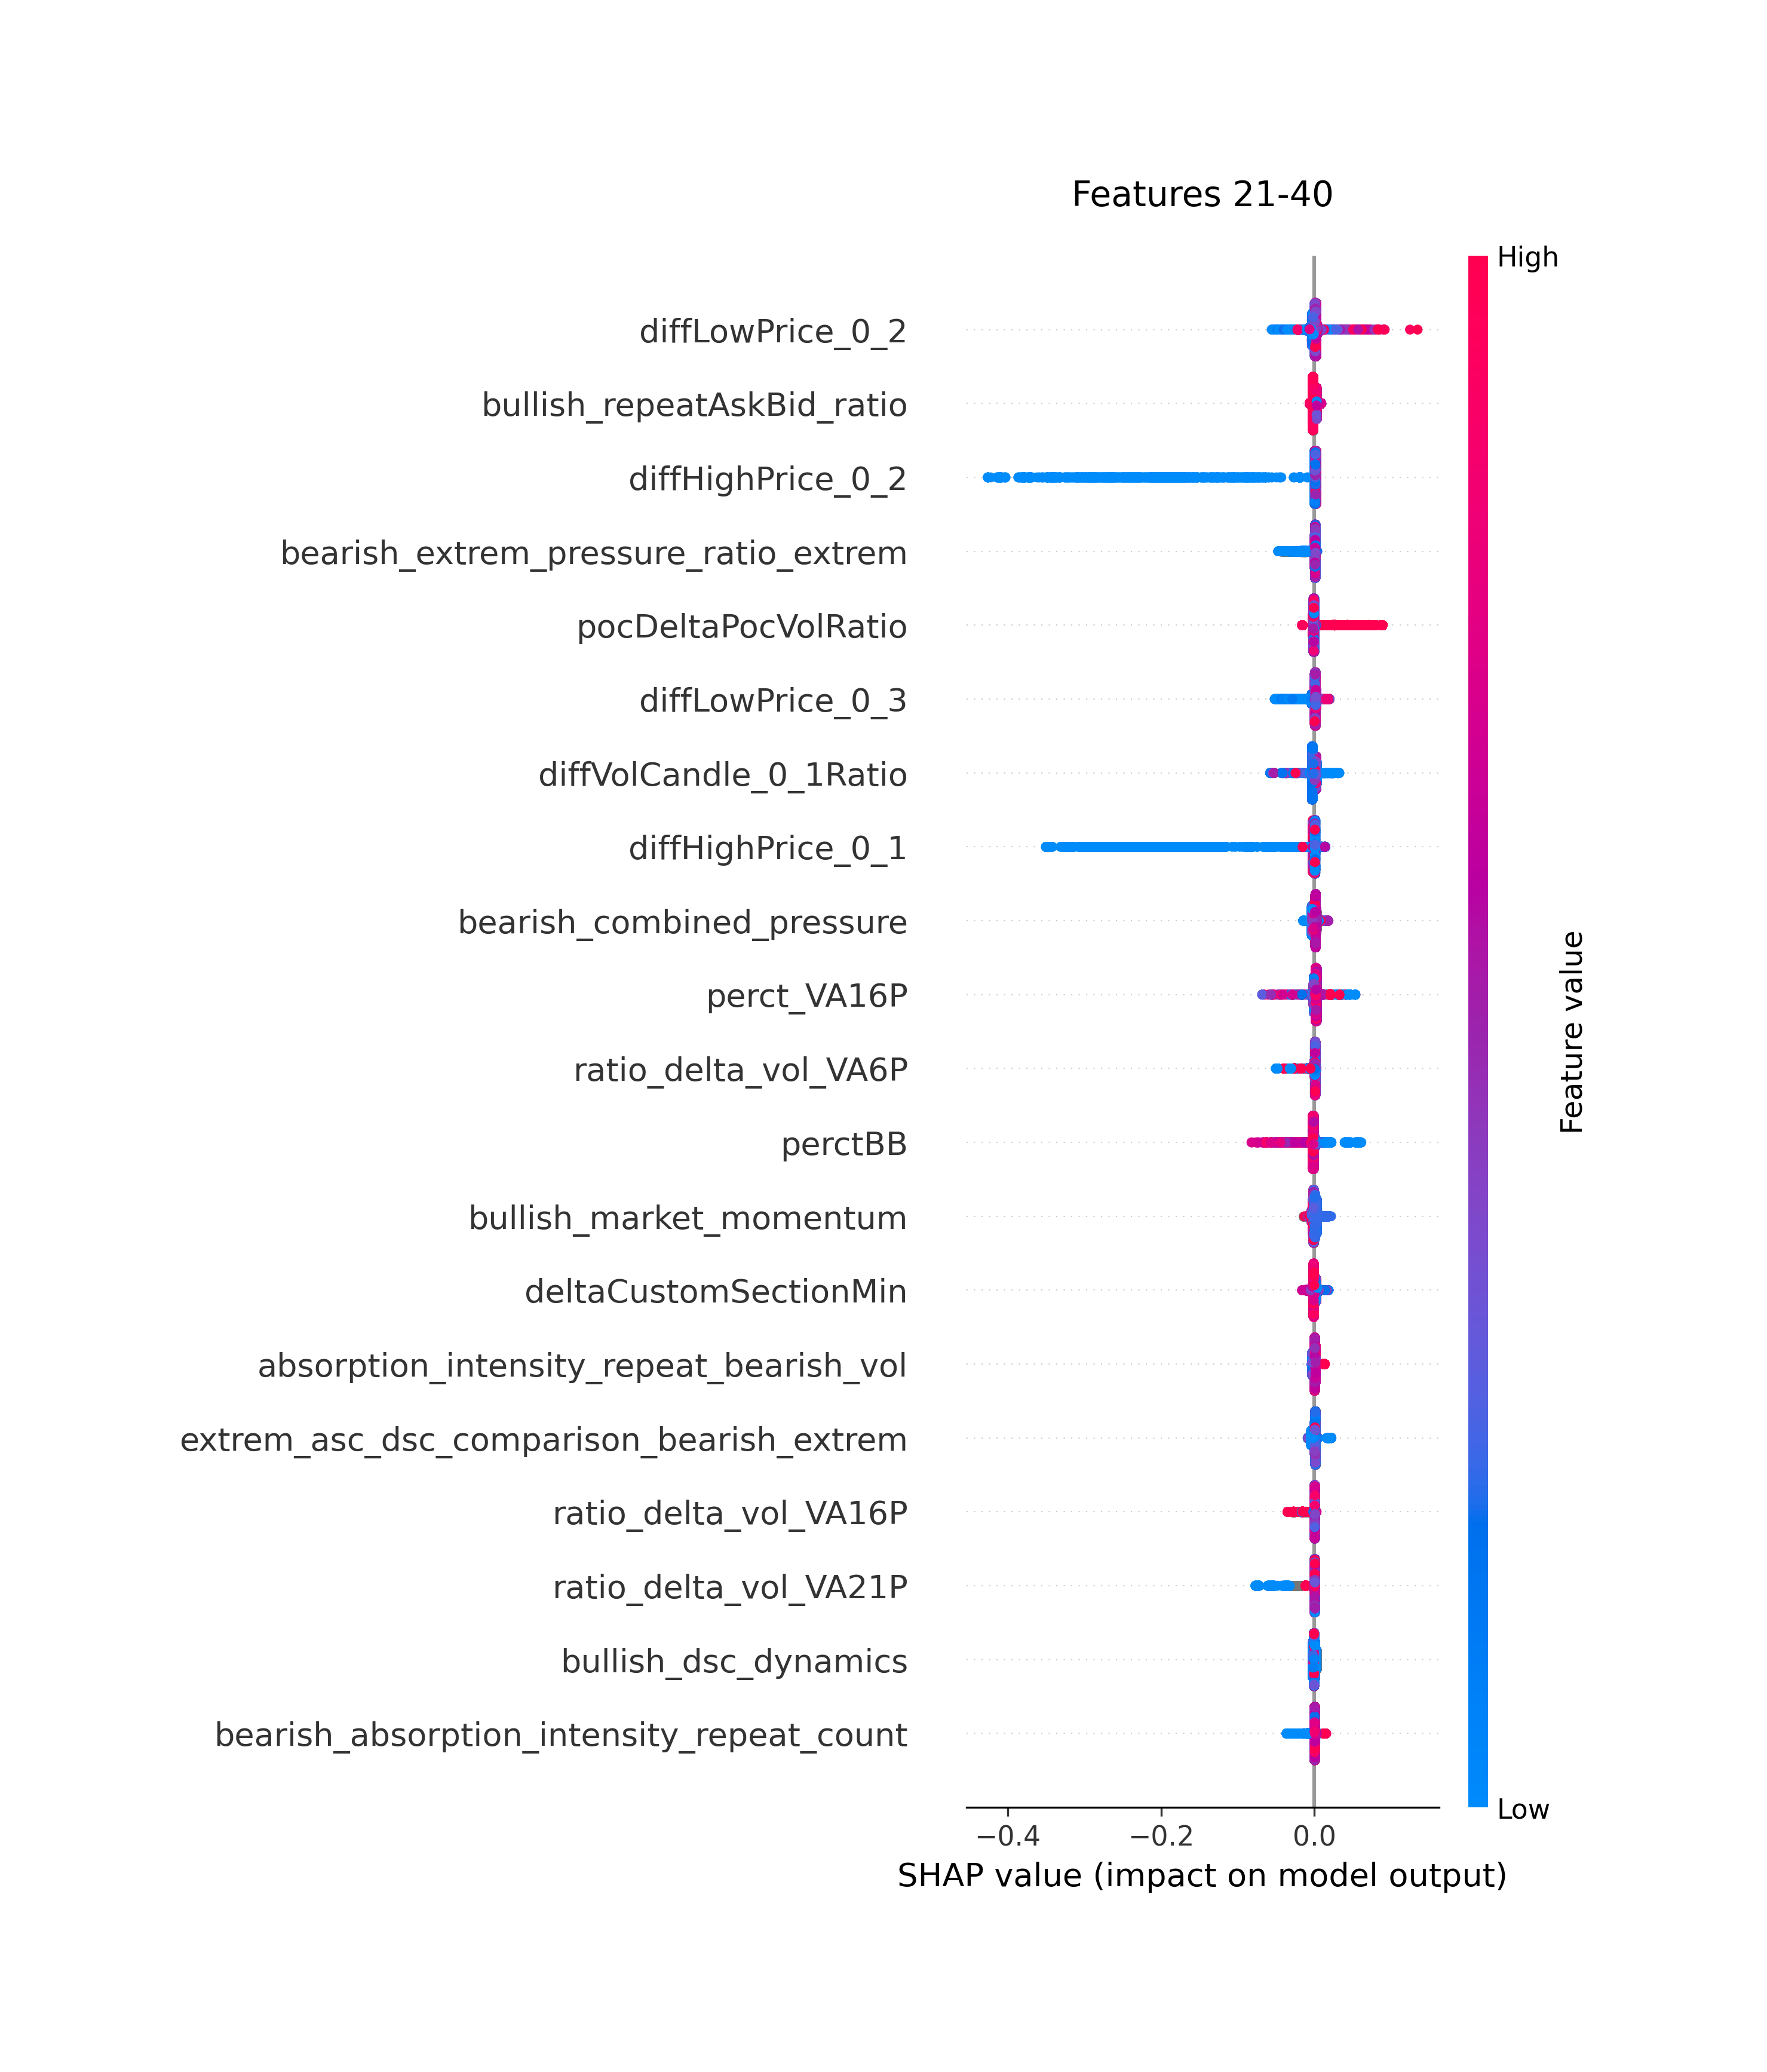 Features 21-40
High
diffLowPrice_0_2
bullish_repeatAskBid_ratio
diffHighPrice_0_2
bearish_extrem_pressure_ratio_extrem
pocDeltaPocVolRatio
diffLowPrice_0_3
diffVolCandle_0_1Ratio
diffHighPrice_0_1
bearish_combined_pressure
perct_VA16P
ratio_delta_vol_VA6P
perctBB
bullish_market_momentum
deltaCustomSectionMin
absorption_intensity_repeat_bearish_vol
extrem_asc_dsc_comparison_bearish_extrem
ratio_delta_vol_VA16P
ratio_delta_vol_VA21P
bullish_dsc_dynamics
bearish_absorption_intensity_repeat_count
Feature value
Low
−0.4 −0.2 0.0
SHAP value (impact on model output)